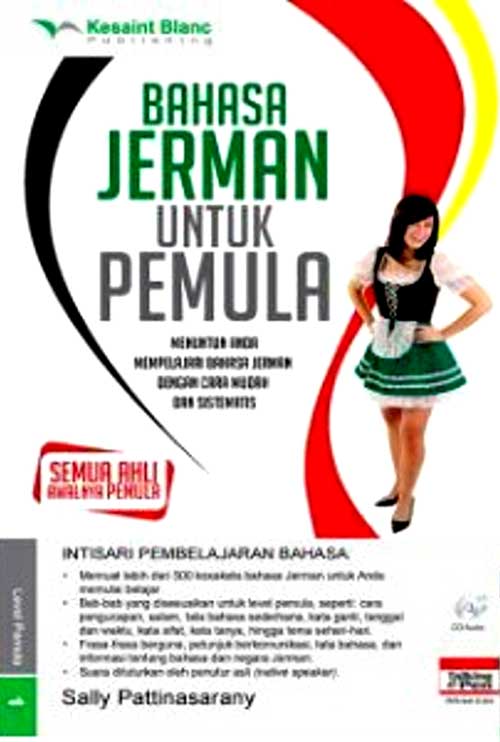 Kesaint Blanc
Publishing
BAHASA
JERMAN
UNTUK
PEMULA
MENUNTUN ANDA
MEMPELAJARI BAHASA JERMAN
DENGAN CARA MUDAH
DAN SISTEMATIS
SEMUA AHLI
AWALNYA PEMULA
INTISARI PEMBELAJARAN BAHASA:
• Memuat lebih dari 500 kosakata bahasa Jerman untuk Anda
memulai belajar.
• Bab-bab yang disesuaikan untuk level pemula, seperti: cara
pengucapan, salam, tata bahasa sederhana, kata ganti, tanggal
dan waktu, kata sifat, kata tanya, hingga tema sehari-hari.
• Frasa-frasa berguna, petunjuk berkomunikasi, tata bahasa, dan
informasi tentang bahasa dan negara Jerman.
• Suara dituturkan oleh penutur asli (native speaker).
Level Pemula
1
CD Audio
Sally Pattinasarany